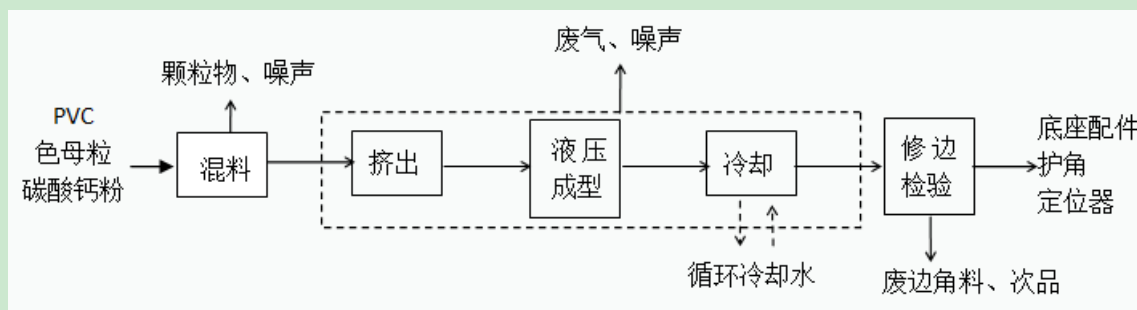 废气、噪声
颗粒物、噪声
PVC
色母粒
碳酸钙粉
混料
挤出
液压
成型
冷却
修边
检验
底座配件
护角
定位器
循环冷却水
废边角料、次品